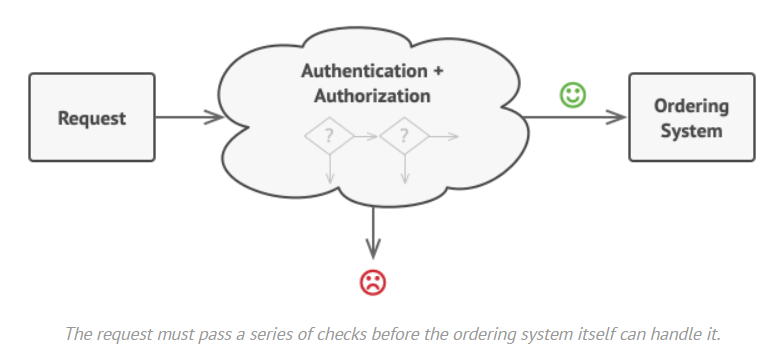 Request
Authentication +
Authorization
? ?
Ordering
System
The request must pass a series of checks before the ordering system itself can handle it.